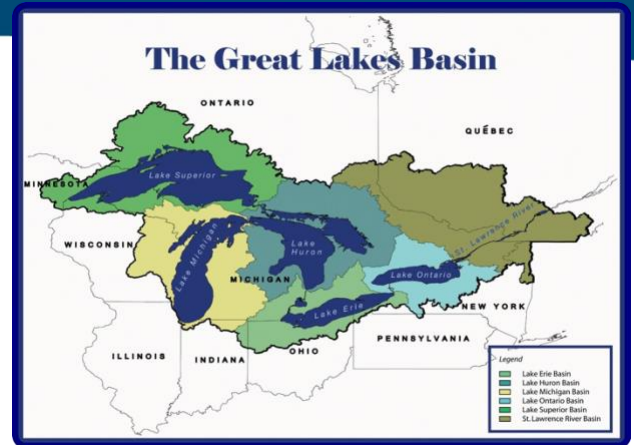 The Great Lakes Basin
ONTARIO
QUÉBEC
MINNESOTA
Lake Superior
St. Lawrence River
WISCONSIN
Lake Michigan
Lake
Huron
MICHIGAN
Lake Ontario
Lake Erie
NEW YORK
PENNSYLVANIA
ILLINOIS
INDIANA
OHIO
Legend
Lake Erie Basin
Lake Huron Basin
Lake Michigan Basin
Lake Ontario Basin
Lake Superior Basin
St. Lawrence River Basin